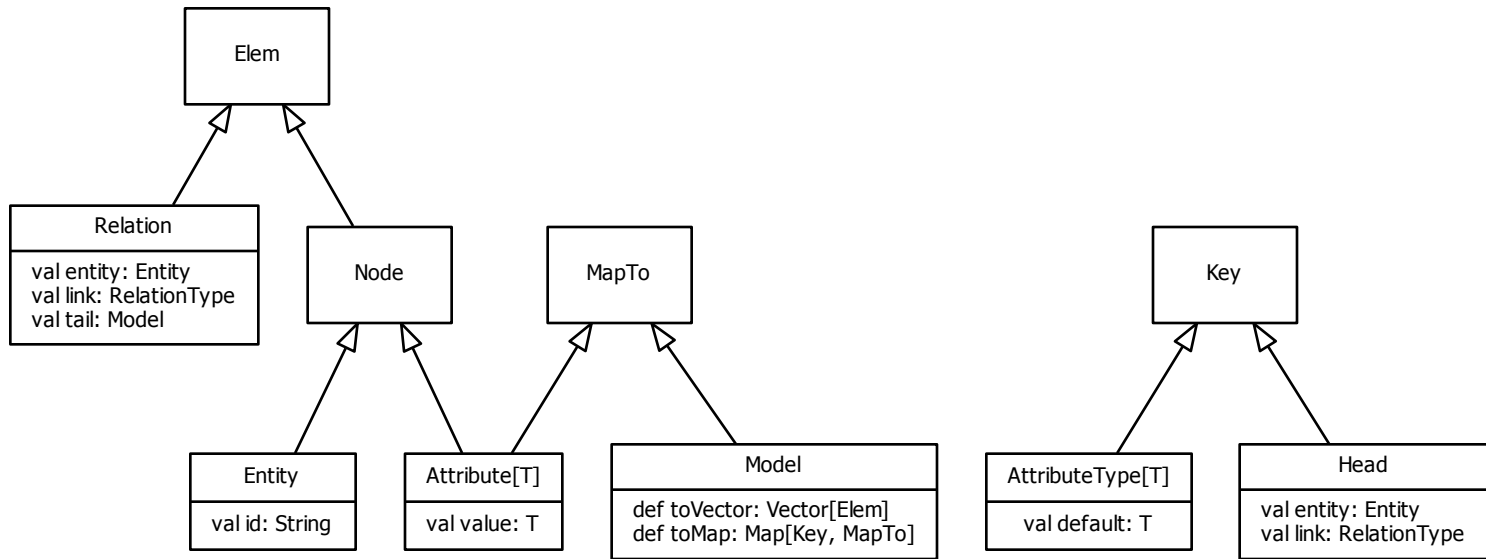 Elem
Relation
val entity: Entity
val link: RelationType
val tail: Model
Node
MapTo
Key
Entity
val id: String
Attribute[T]
val value: T
Model
def toVector: Vector[Elem]
def toMap: Map[Key, MapTo]
AttributeType[T]
val default: T
Head
val entity: Entity
val link: RelationType